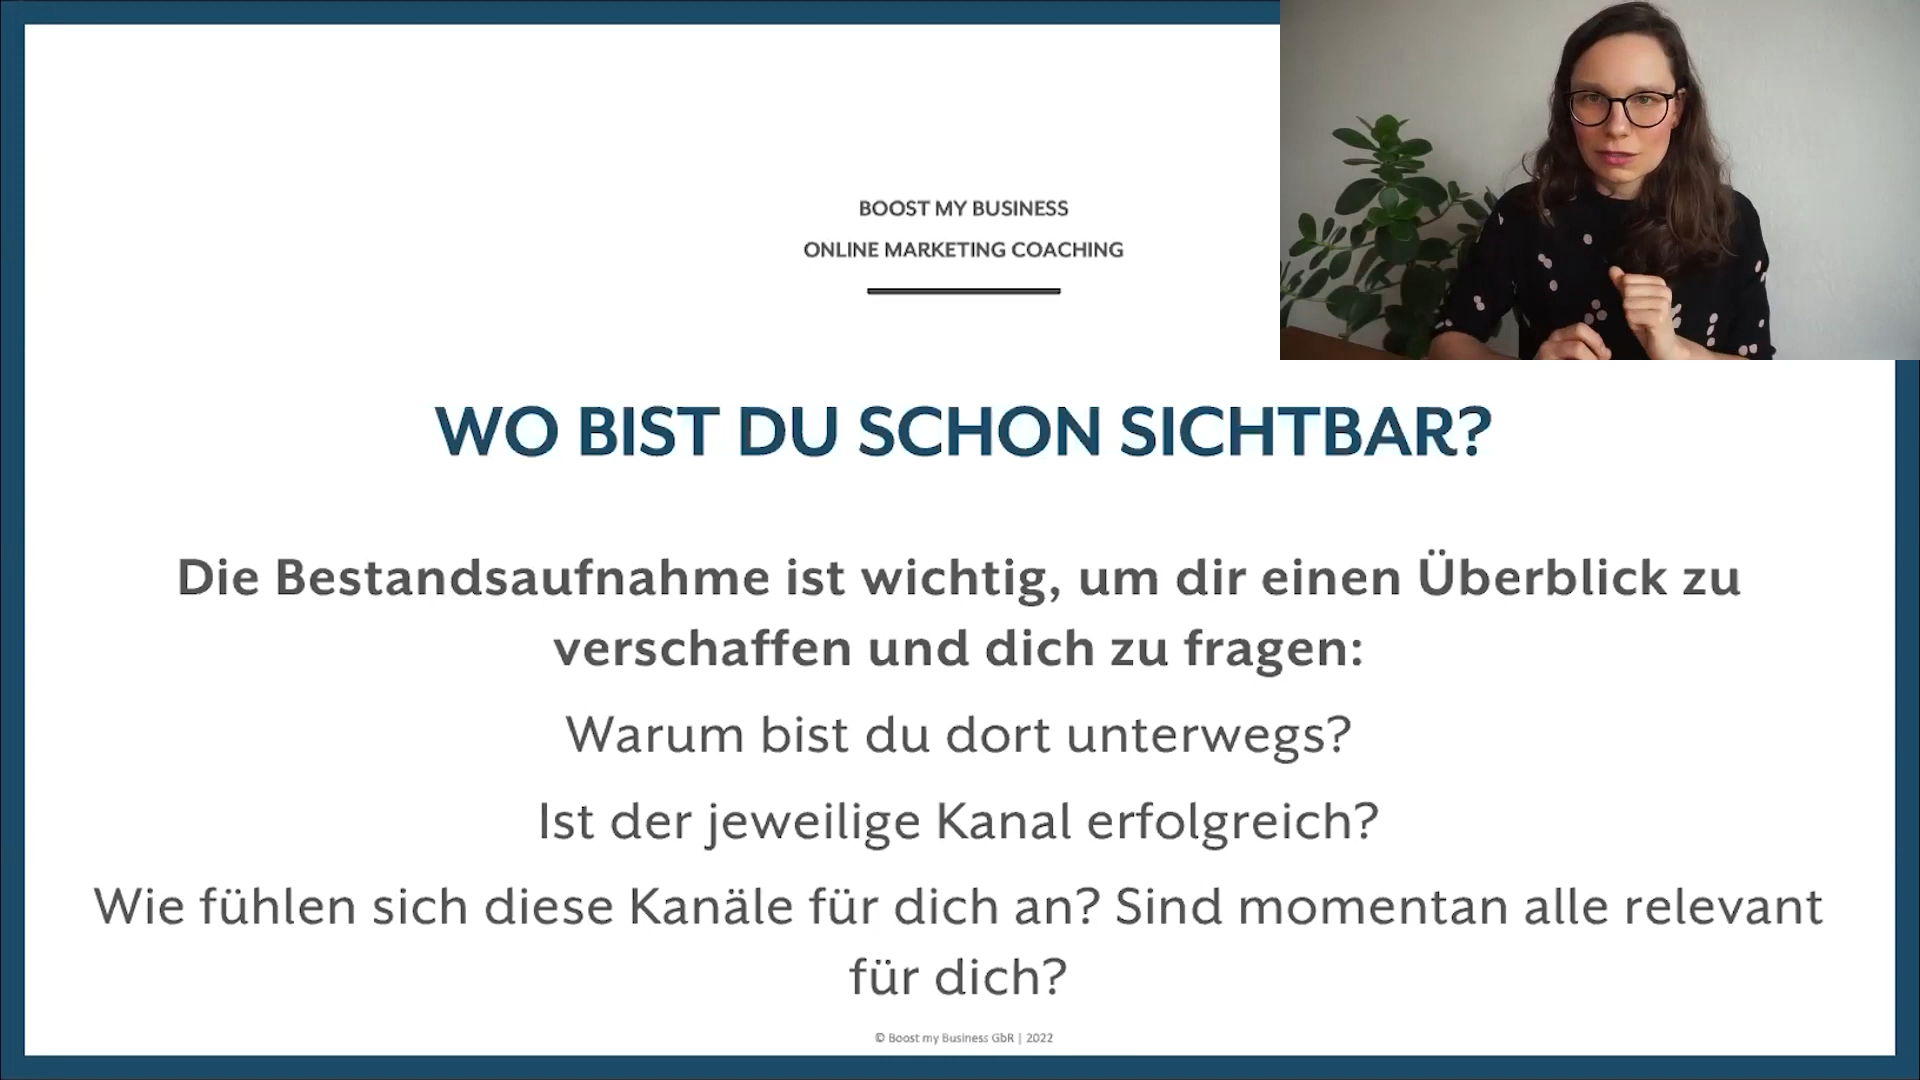 BOOST MY BUSINESS
ONLINE MARKETING COACHING
WO BIST DU SCHON SICHTBAR?
Die Bestandsaufnahme ist wichtig, um dir einen Überblick zu
verschaffen und dich zu fragen:
Warum bist du dort unterwegs?
Ist der jeweilige Kanal erfolgreich?
Wie fühlen sich diese Kanäle für dich an? Sind momentan alle relevant
für dich?
© Boost my Business GbR | 2022